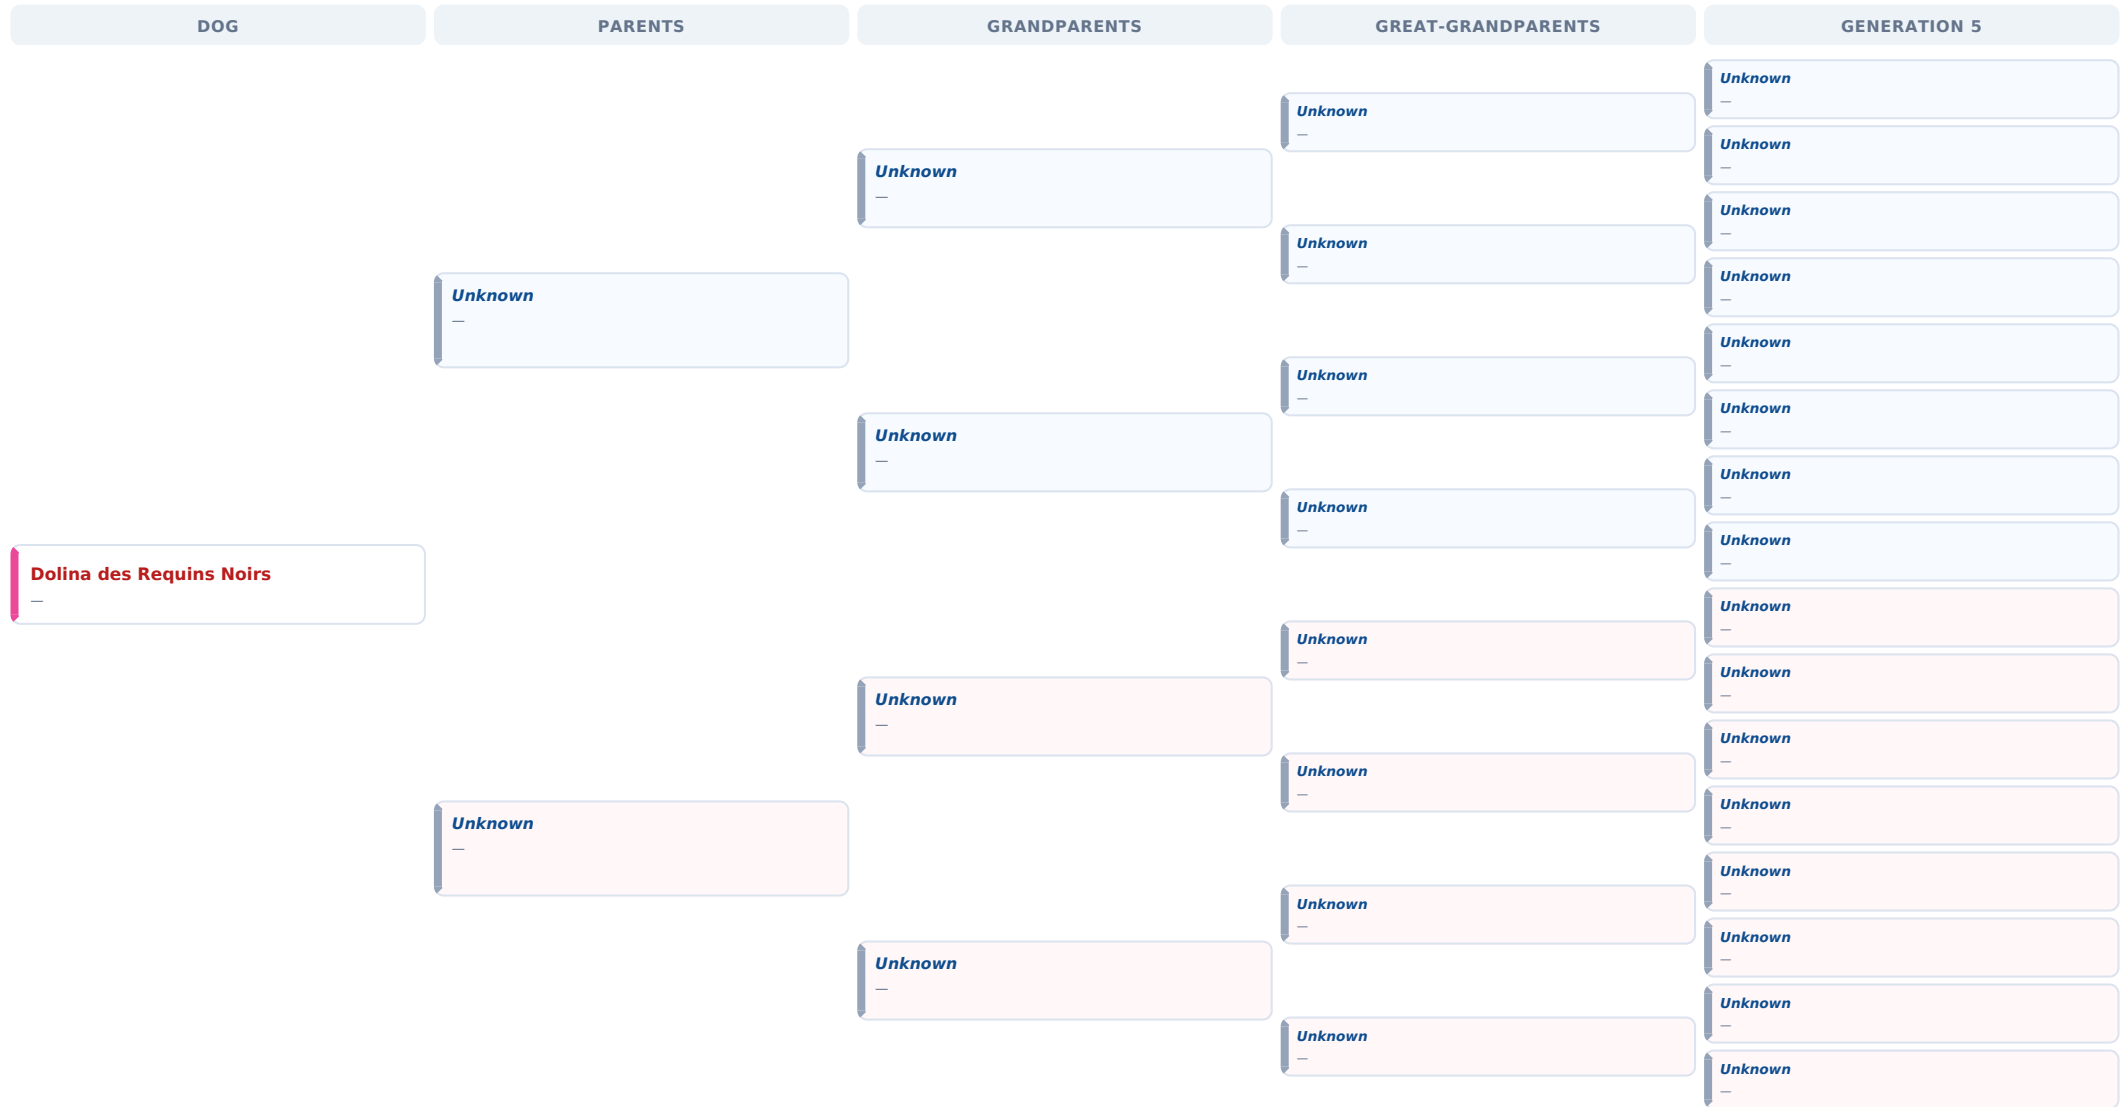 DOG
PARENTS
GRANDPARENTS
GREAT-GRANDPARENTS
GENERATION 5
Dolina des Requins Noirs
—
Unknown
—
Unknown
—
Unknown
—
Unknown
—
Unknown
—
Unknown
—
Unknown
—
Unknown
—
Unknown
—
Unknown
—
Unknown
—
Unknown
—
Unknown
—
Unknown
—
Unknown
—
Unknown
—
Unknown
—
Unknown
—
Unknown
—
Unknown
—
Unknown
—
Unknown
—
Unknown
—
Unknown
—
Unknown
—
Unknown
—
Unknown
—
Unknown
—
Unknown
—
Unknown
—